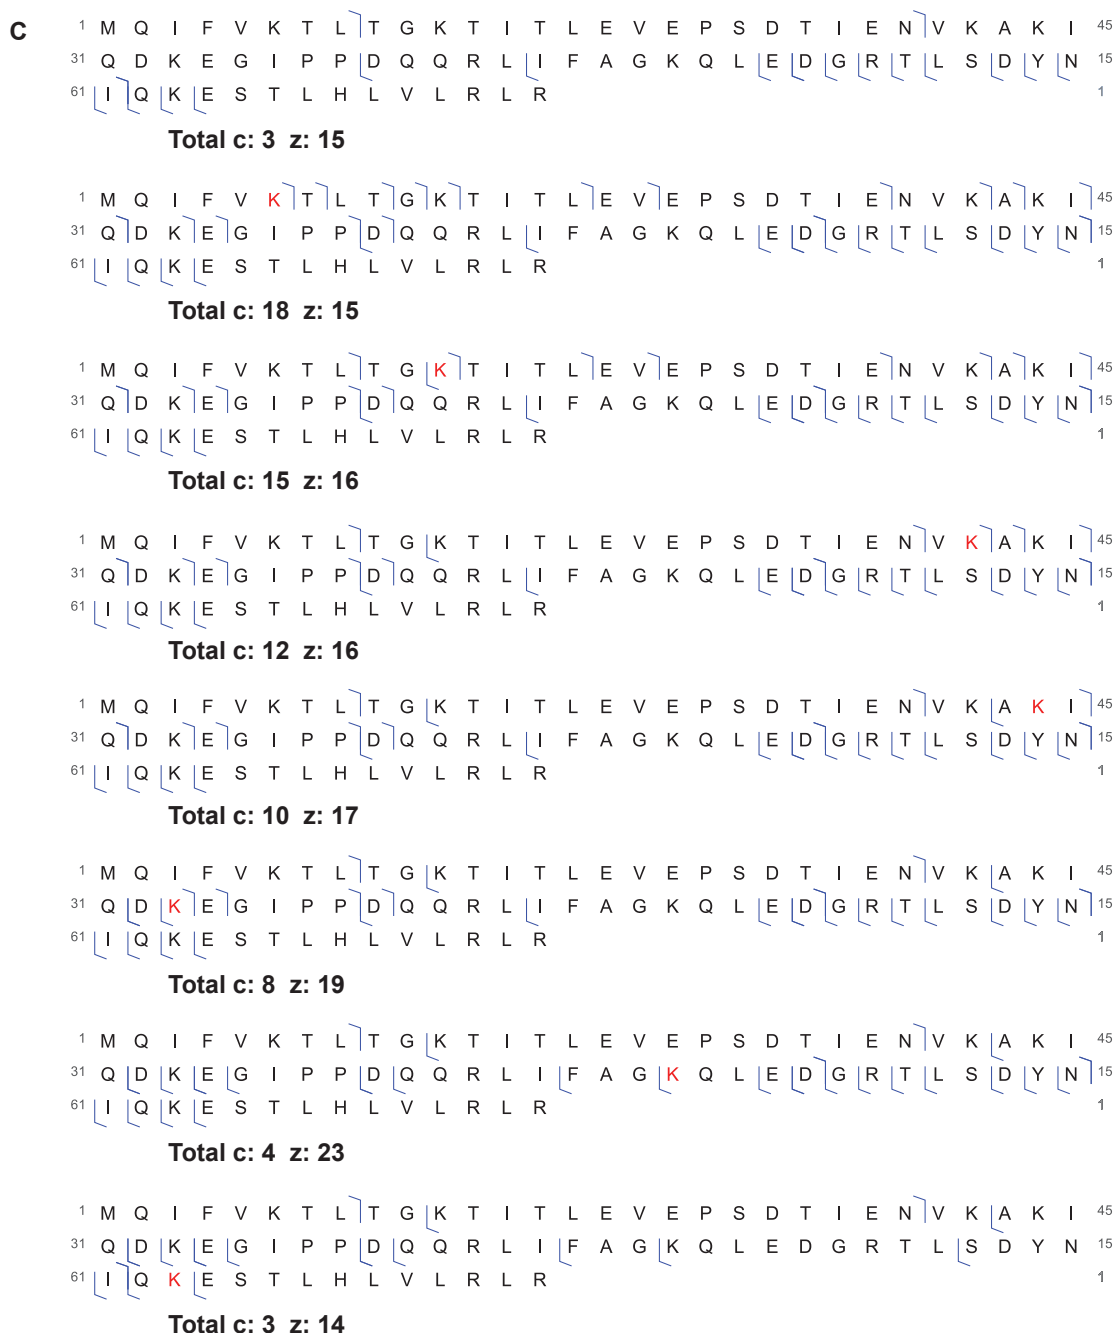 C
1 M Q I F V K T L T G K T I T L E V E P S D T I E N V K A K I 45
31 Q D K E G I P P D Q Q R L I F A G K Q L E D G R T L S D Y N 15
61 I Q K E S T L H L V L R L R 1
Total c: 3 z: 15
1 M Q I F V K T L T G K T I T L E V E P S D T I E N V K A K I 45
31 Q D K E G I P P D Q Q R L I F A G K Q L E D G R T L S D Y N 15
61 I Q K E S T L H L V L R L R 1
Total c: 18 z: 15
1 M Q I F V K T L T G K T I T L E V E P S D T I E N V K A K I 45
31 Q D K E G I P P D Q Q R L I F A G K Q L E D G R T L S D Y N 15
61 I Q K E S T L H L V L R L R 1
Total c: 15 z: 16
1 M Q I F V K T L T G K T I T L E V E P S D T I E N V K A K I 45
31 Q D K E G I P P D Q Q R L I F A G K Q L E D G R T L S D Y N 15
61 I Q K E S T L H L V L R L R 1
Total c: 12 z: 16
1 M Q I F V K T L T G K T I T L E V E P S D T I E N V K A K I 45
31 Q D K E G I P P D Q Q R L I F A G K Q L E D G R T L S D Y N 15
61 I Q K E S T L H L V L R L R 1
Total c: 10 z: 17
1 M Q I F V K T L T G K T I T L E V E P S D T I E N V K A K I 45
31 Q D K E G I P P D Q Q R L I F A G K Q L E D G R T L S D Y N 15
61 I Q K E S T L H L V L R L R 1
Total c: 8 z: 19
1 M Q I F V K T L T G K T I T L E V E P S D T I E N V K A K I 45
31 Q D K E G I P P D Q Q R L I F A G K Q L E D G R T L S D Y N 15
61 I Q K E S T L H L V L R L R 1
Total c: 4 z: 23
1 M Q I F V K T L T G K T I T L E V E P S D T I E N V K A K I 45
31 Q D K E G I P P D Q Q R L I F A G K Q L E D G R T L S D Y N 15
61 I Q K E S T L H L V L R L R 1
Total c: 3 z: 14